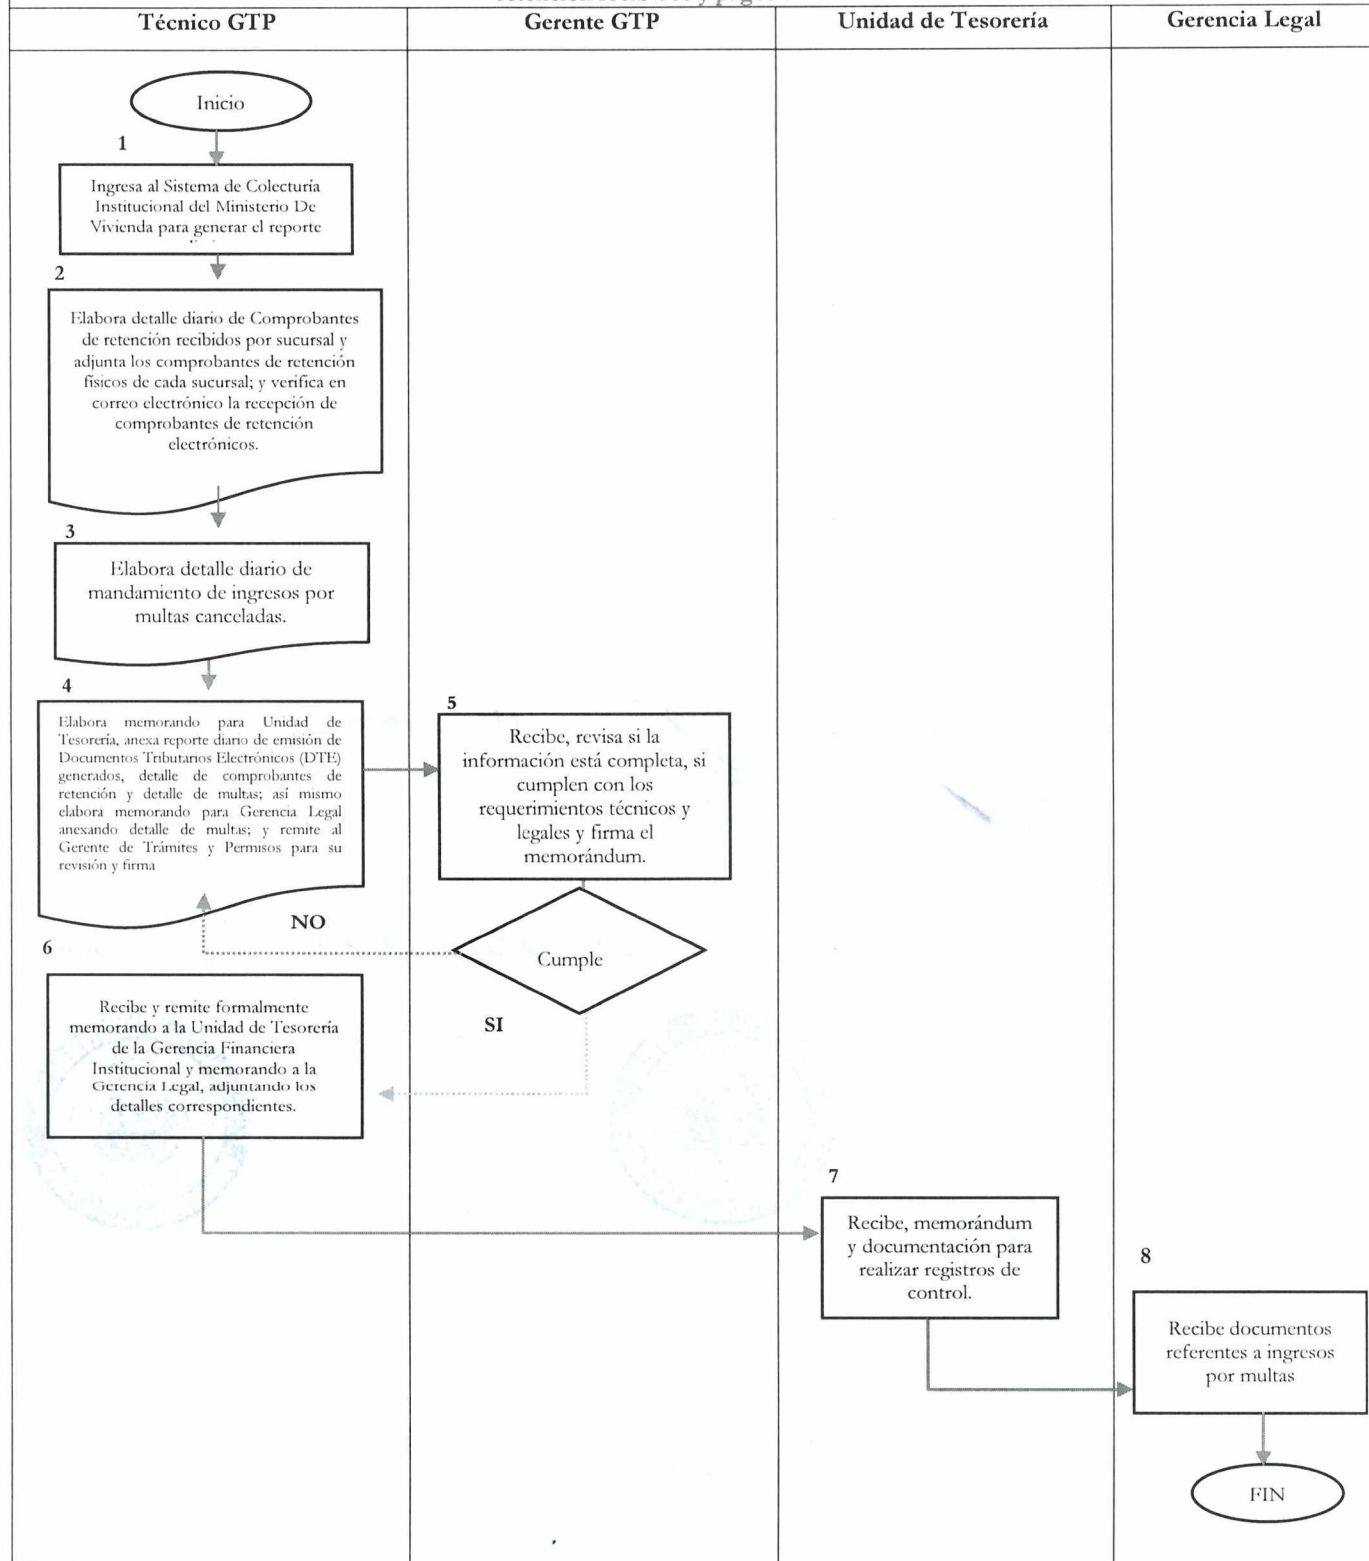 Técnico GTP
Gerente GTP
Unidad de Tesorería
Gerencia Legal
Inicio
1
Ingresa al Sistema de Colecturía
Institucional del Ministerio De
Vivienda para generar el reporte
2
Elabora detalle diario de Comprobantes
de retención recibidos por sucursal y
adjunta los comprobantes de retención
físicos de cada sucursal; y verifica en
correo electrónico la recepción de
comprobantes de retención
electrónicos.
3
Elabora detalle diario de
mandamiento de ingresos por
multas canceladas.
4
Elabora memorando para Unidad de
Tesorería, anexa reporte diario de emisión de
Documentos Tributarios Electrónicos (DTE)
generados, detalle de comprobantes de
retención y detalle de multas; así mismo
elabora memorando para Gerencia Legal
anexando detalle de multas; y remite al
Gerente de Trámites y Permisos para su
revisión y firma
5
Recibe, revisa si la
información está completa, si
cumplen con los
requerimientos técnicos y
legales y firma el
memorándum.
NO
Cumple
SI
6
Recibe y remite formalmente
memorando a la Unidad de Tesorería
de la Gerencia Financiera
Institucional y memorando a la
Gerencia Legal, adjuntando los
detalles correspondientes.
7
Recibe, memorándum
y documentación para
realizar registros de
control.
8
Recibe documentos
referentes a ingresos
por multas
FIN